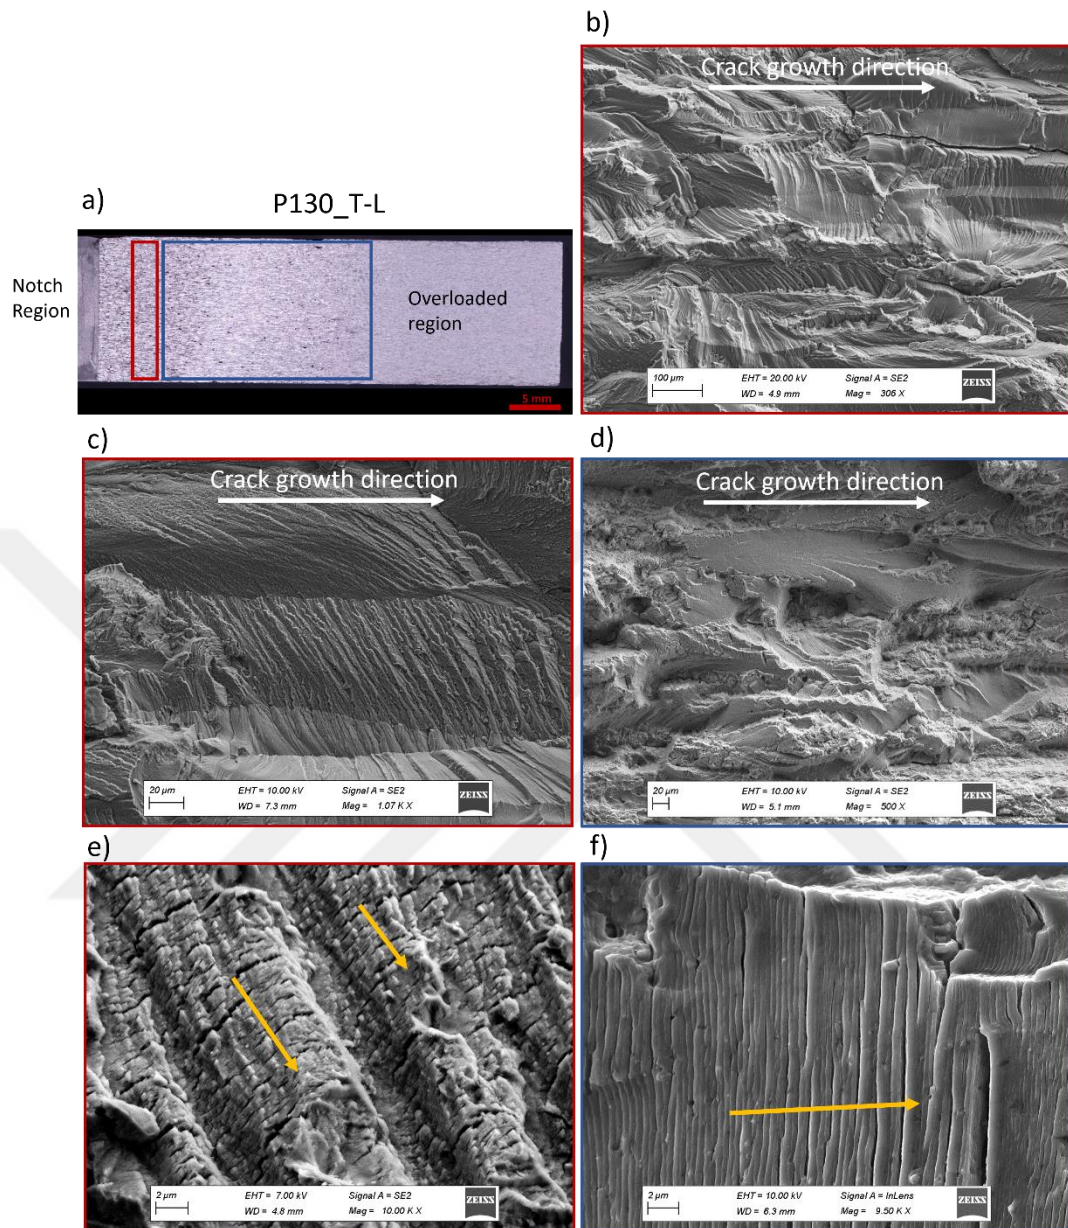 a)
P130_T-L
Notch
Region
Overloaded
region
5 mm
b)
Crack growth direction
100 µm
EHT = 20.00 kV
WD = 4.9 mm
Signal A = SE2
Mag = 306 X
ZEISS
c)
Crack growth direction
20 µm
EHT = 10.00 kV
WD = 7.3 mm
Signal A = SE2
Mag = 1.07 K X
ZEISS
d)
Crack growth direction
20 µm
EHT = 10.00 kV
WD = 5.1 mm
Signal A = SE2
Mag = 500 X
ZEISS
e)
2 µm
EHT = 7.00 kV
WD = 4.8 mm
Signal A = SE2
Mag = 10.00 K X
ZEISS
f)
2 µm
EHT = 10.00 kV
WD = 6.3 mm
Signal A = InLens
Mag = 9.50 K X
ZEISS